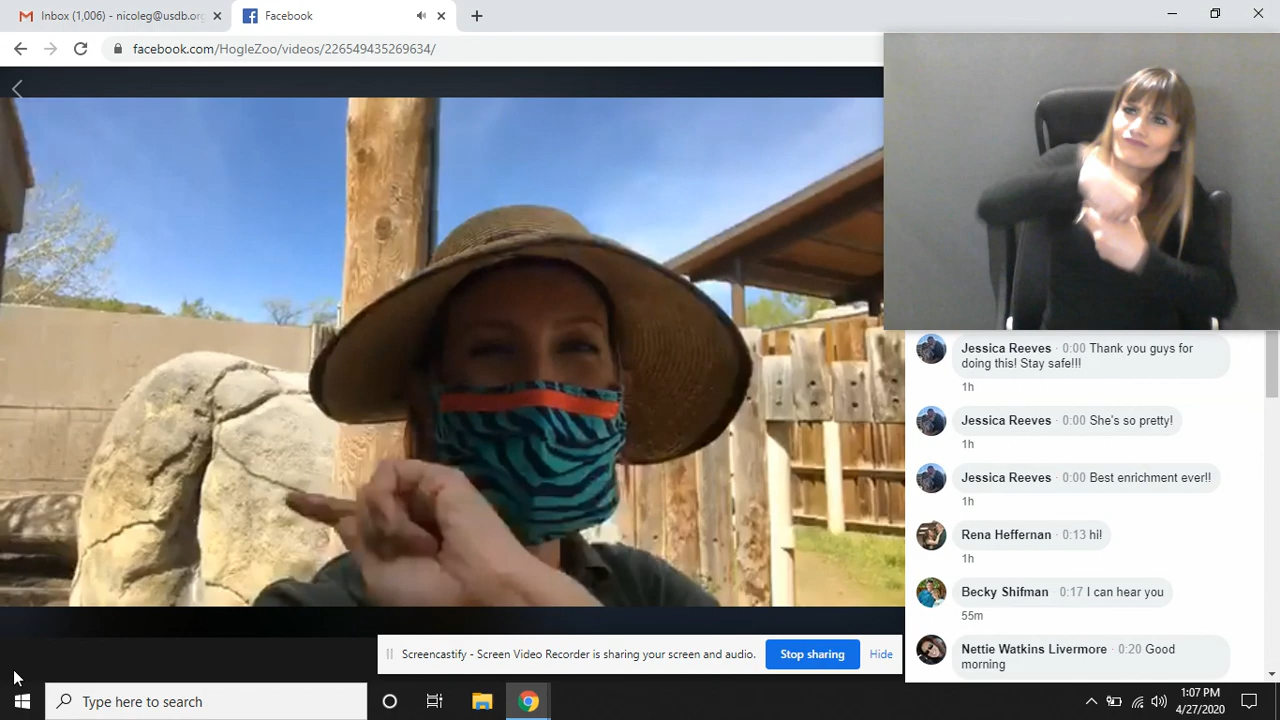 Inbox (1,006) - nicoleg@usdb.org
Facebook
facebook.com/HogleZoo/videos/226549435269634/
Jessica Reeves · 0:00 Thank you guys for
doing this! Stay safe!!!
1h
Jessica Reeves · 0:00 She's so pretty!
1h
Jessica Reeves · 0:00 Best enrichment ever!!
1h
Rena Heffernan · 0:13 hi!
1h
Becky Shifman · 0:17 I can hear you
55m
Nettie Watkins Livermore · 0:20 Good
morning
Screencastify - Screen Video Recorder is sharing your screen and audio.
Stop sharing
Hide
Type here to search
1:07 PM
4/27/2020